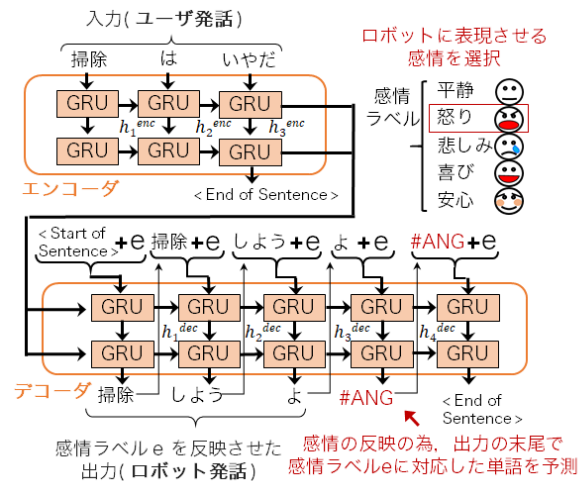 入力(ユーザ発話)
掃除 は いやだ
GRU GRU GRU
h₁ᵉⁿᶜ h₂ᵉⁿᶜ h₃ᵉⁿᶜ
GRU GRU GRU
エンコーダ
<End of Sentence>
ロボットに表現させる
感情を選択
感情
ラベル
平静
怒り
悲しみ
喜び
安心
<Start of
Sentence>+e 掃除+e しよう+e よ+e #ANG+e
GRU GRU GRU GRU GRU
h₁ᵈᵉᶜ h₂ᵈᵉᶜ h₃ᵈᵉᶜ h₄ᵈᵉᶜ
GRU GRU GRU GRU GRU
デコーダ
掃除 しよう よ #ANG
<End of
Sentence>
感情ラベルeを反映させた
出力(ロボット発話)
感情の反映の為，出力の末尾で
感情ラベルeに対応した単語を予測